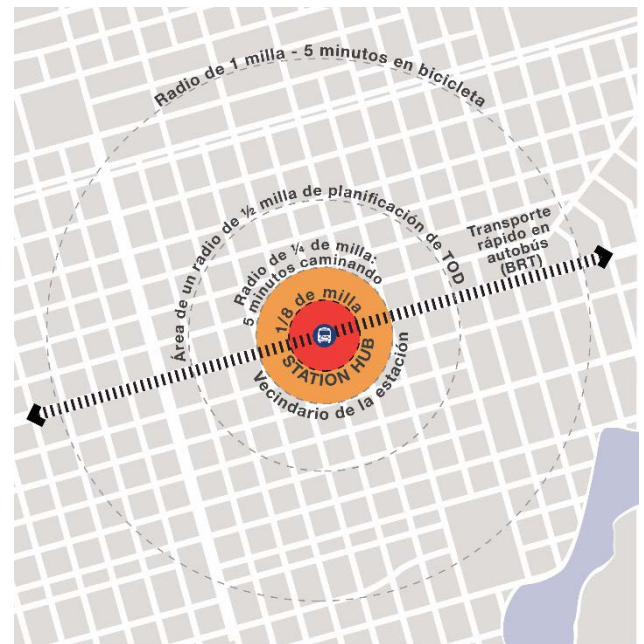 Radio de 1 milla - 5 minutos en bicicleta
Área de un radio de ½ milla de planificación de TOD
Radio de ¼ de milla:
5 minutos caminando
1/8 de milla
STATION HUB
Vecindario de la estación
Transporte
rápido en
autobús
(BRT)